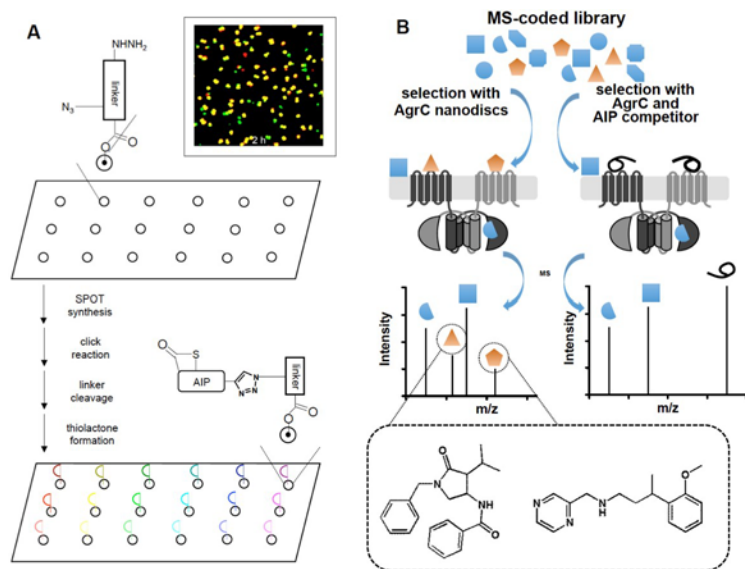 A
NHNH₂
linker
N₃
O
O
2 h
SPOT
synthesis
click
reaction
linker
cleavage
thiolactone
formation
O
S
AIP
N
N
N
linker
O
O
B
MS-coded library
selection with
AgrC nanodiscs
selection with
AgrC and
AIP competitor
MS
Intensity
m/z
Intensity
m/z
O
N
NH
O
N
N
N
H
O